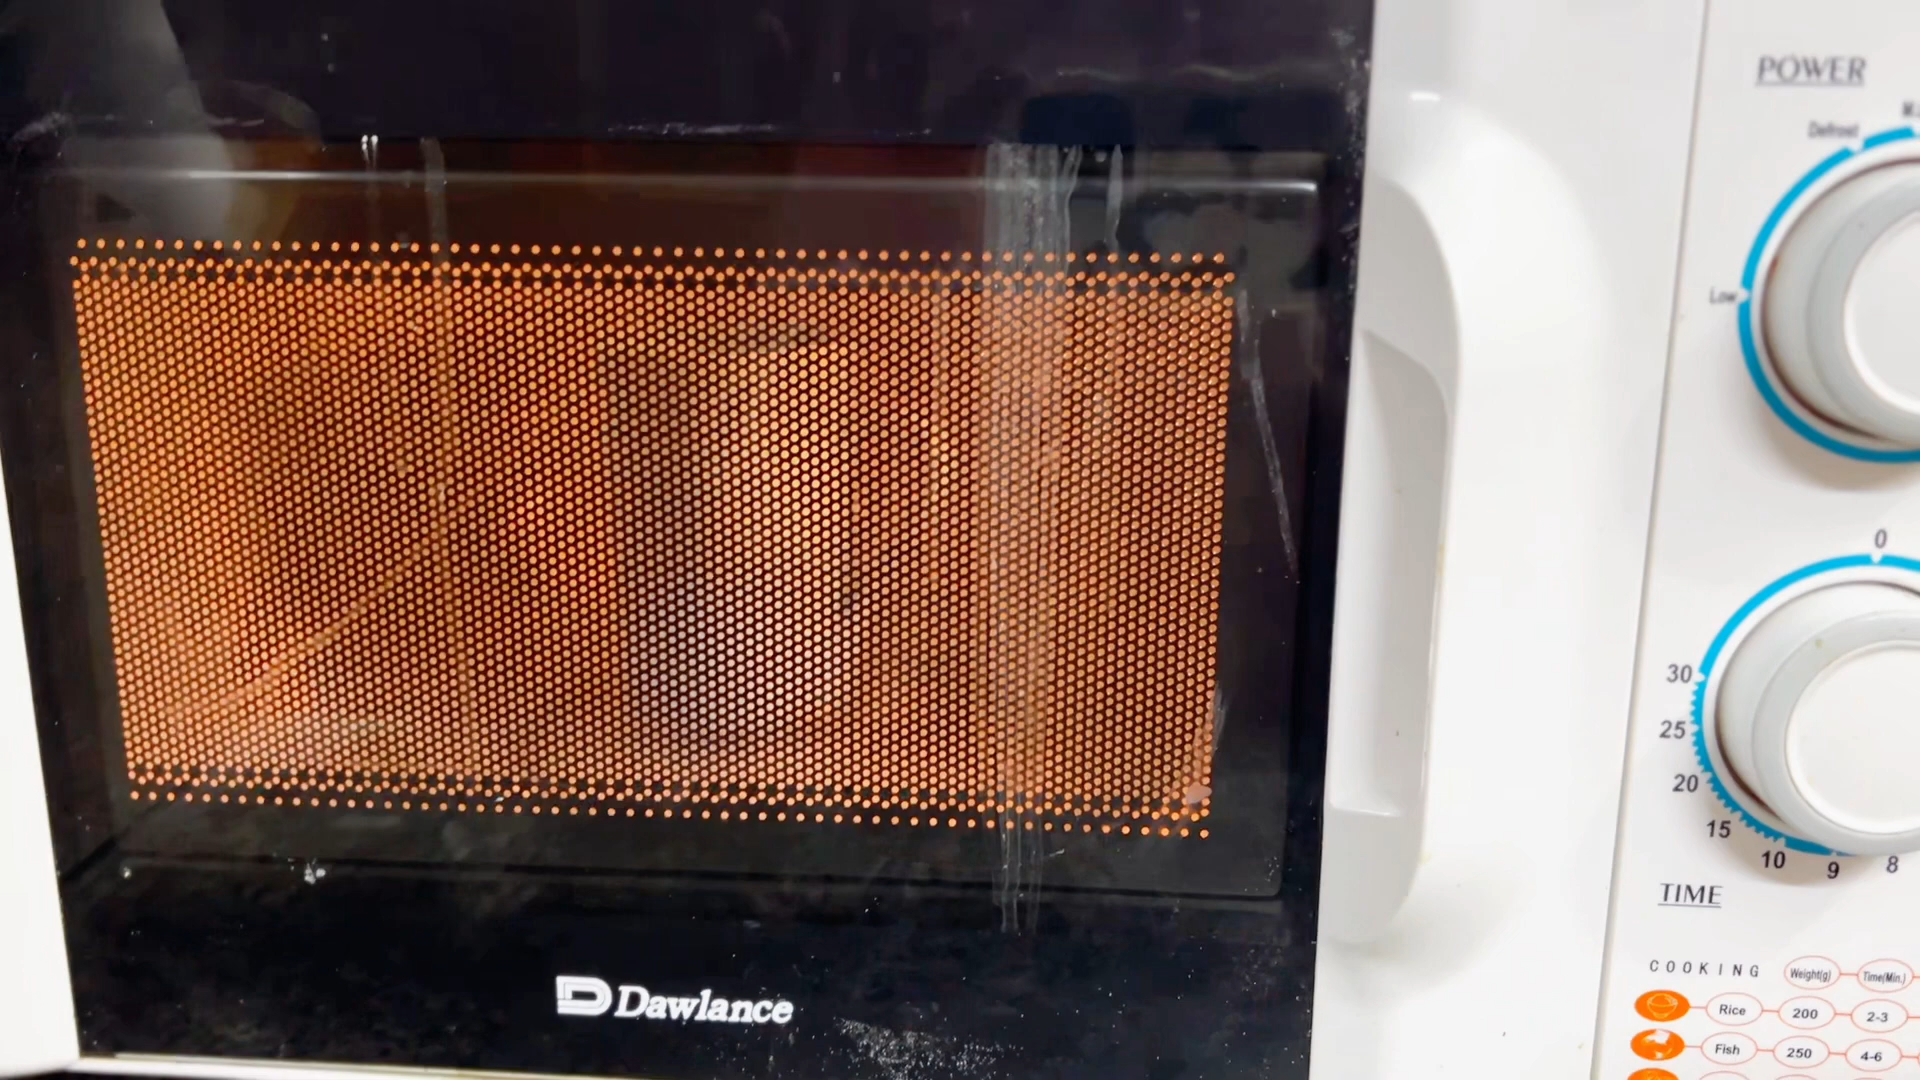 POWER
Defrost
Low
0
30
25
20
15
10
9
8
TIME
Dawlance
COOKING Weight(g) Time(Min.)
Rice 200 2-3
Fish 250 4-6